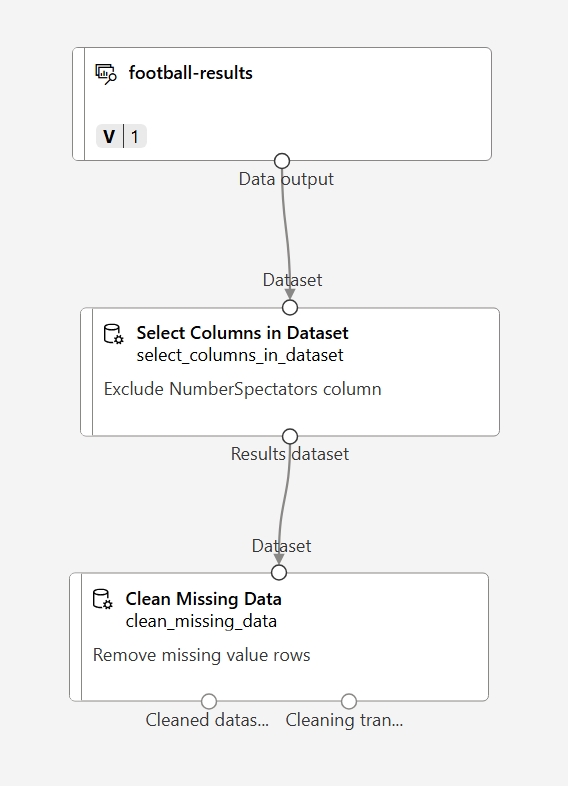 football-results
V 1
Data output
Dataset
Select Columns in Dataset
select_columns_in_dataset
Exclude NumberSpectators column
Results dataset
Dataset
Clean Missing Data
clean_missing_data
Remove missing value rows
Cleaned datas... Cleaning tran...